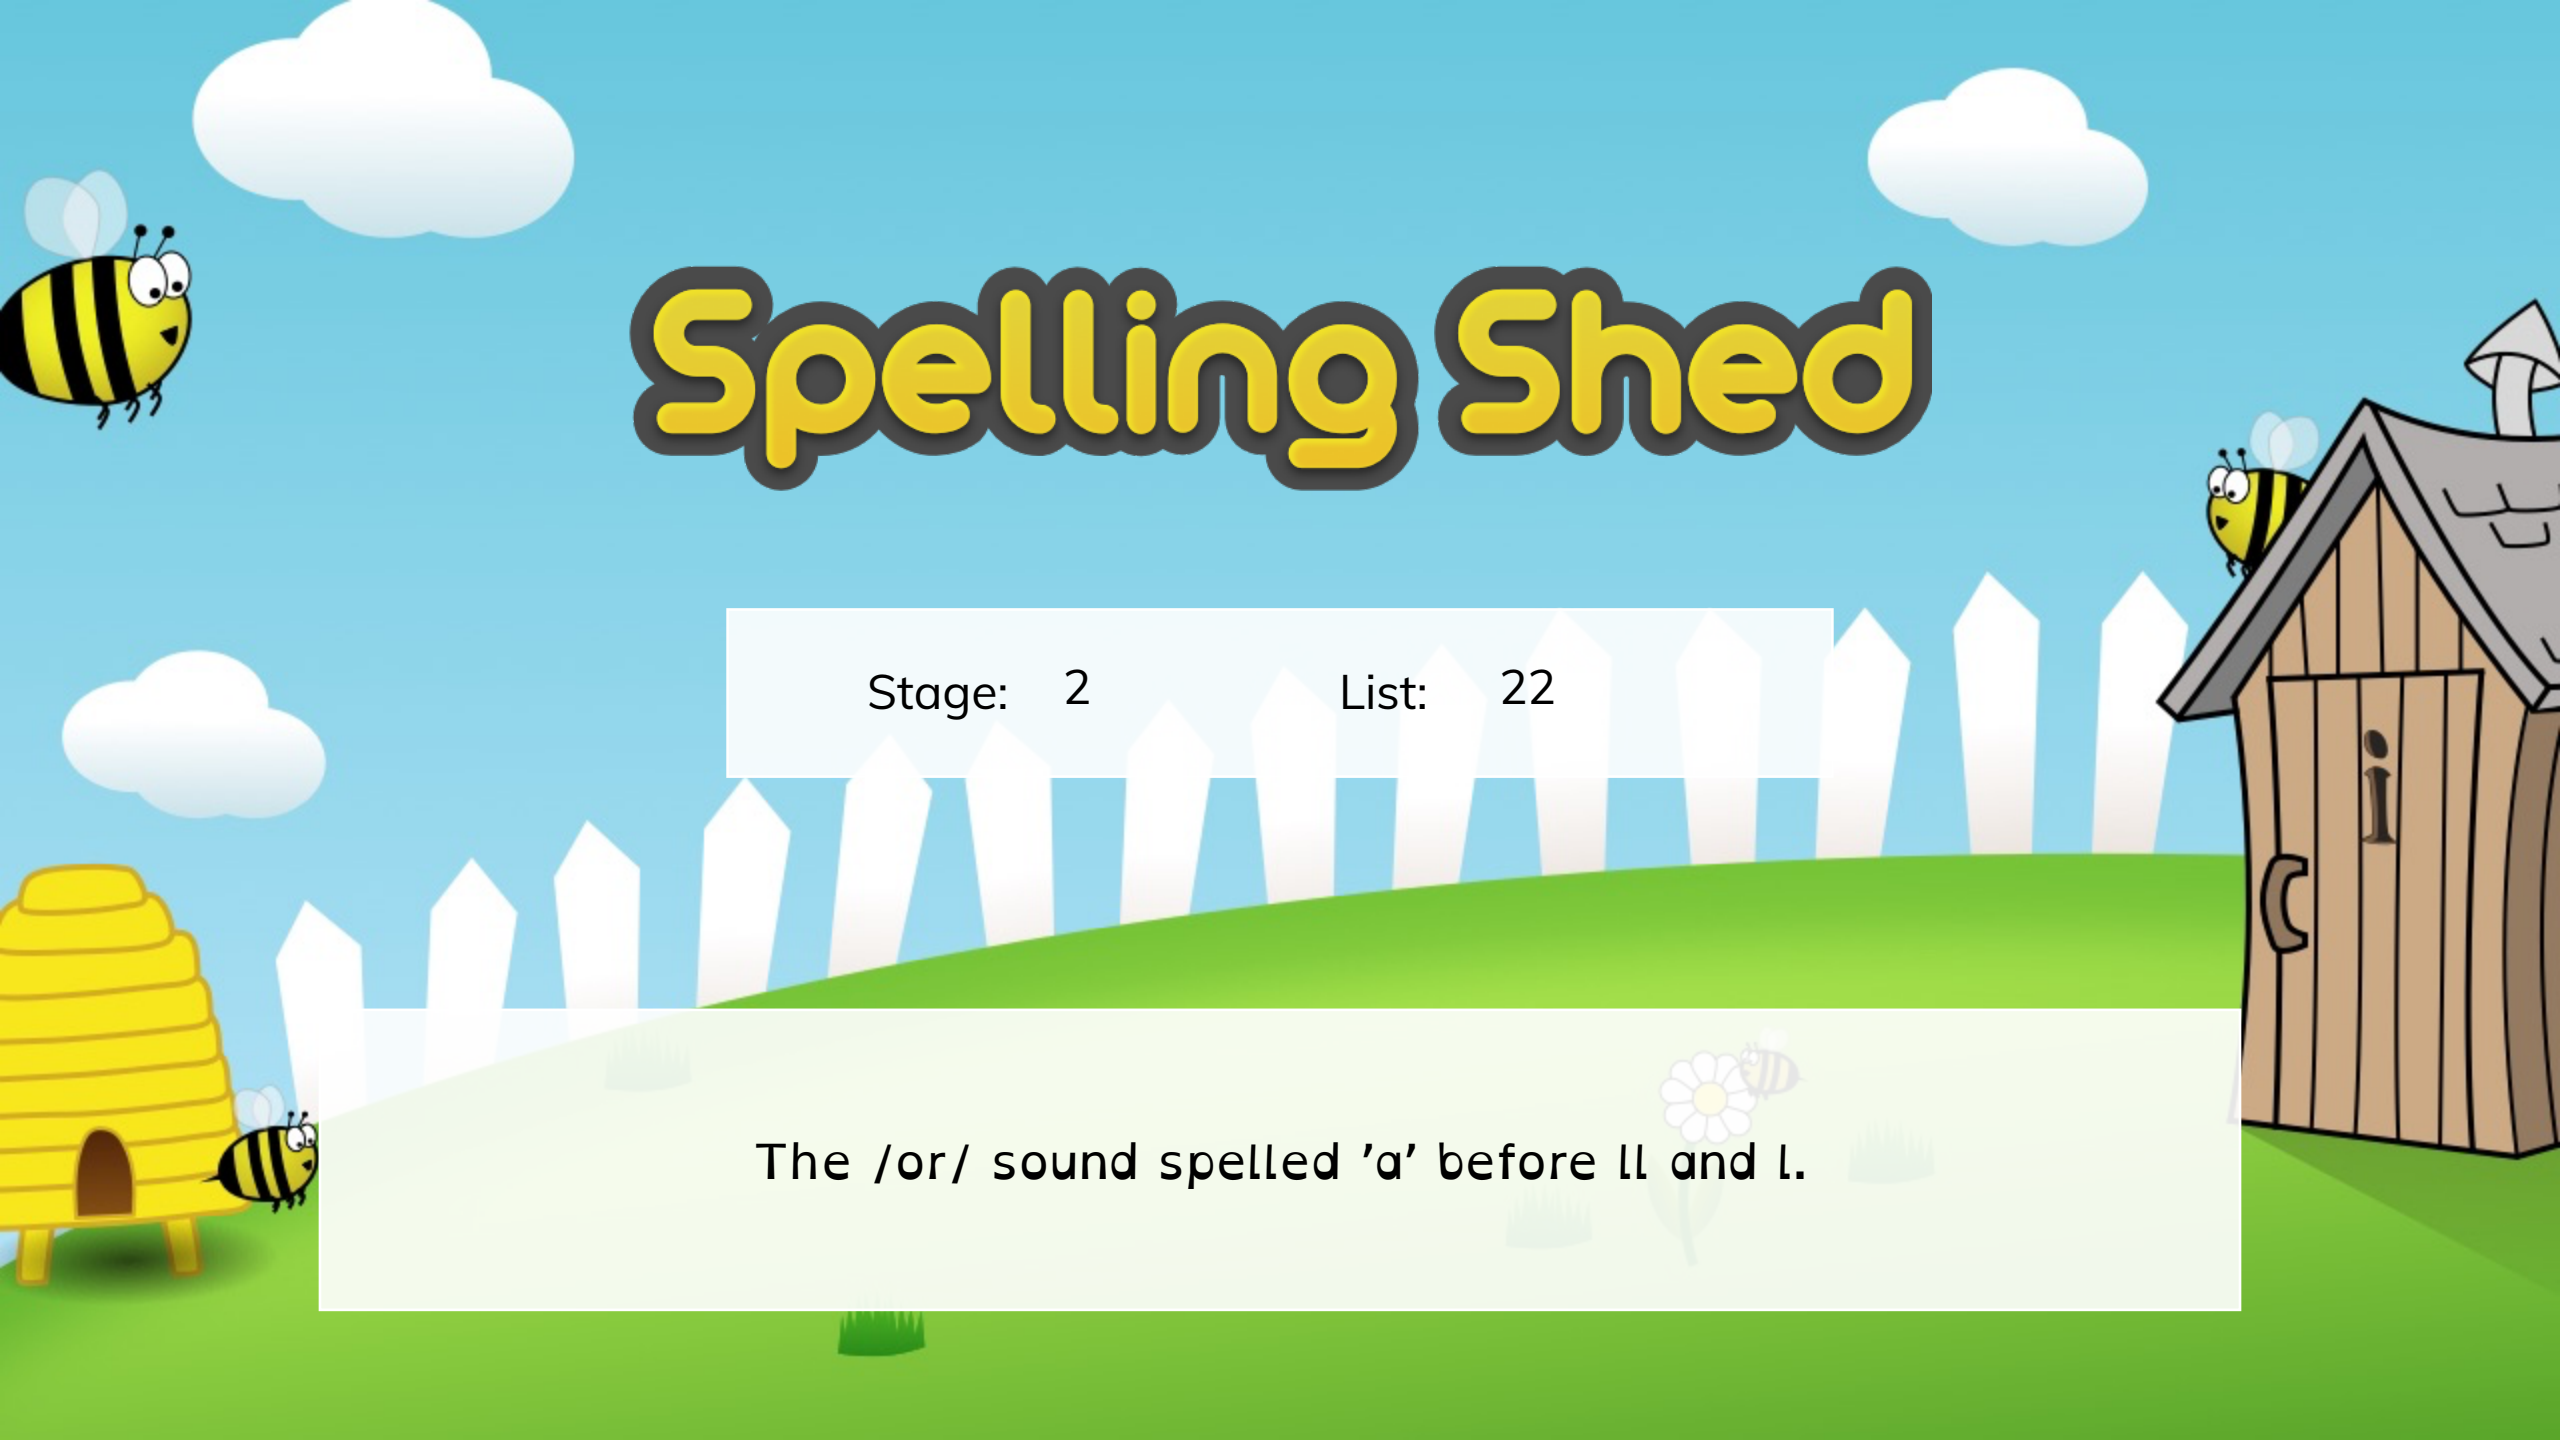 Spelling Shed
Stage: 2 List: 22
i
The /or/ sound spelled ’a’ before ll and l.